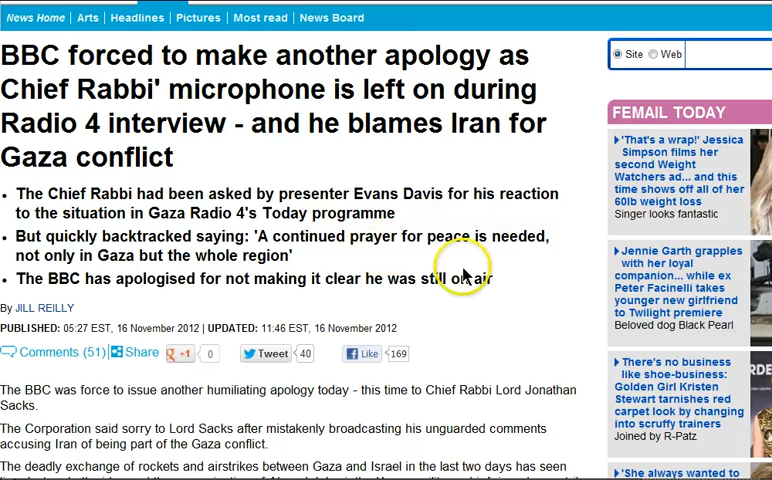 News Home | Arts | Headlines | Pictures | Most read | News Board
BBC forced to make another apology as
Chief Rabbi' microphone is left on during
Radio 4 interview - and he blames Iran for
Gaza conflict
The Chief Rabbi had been asked by presenter Evans Davis for his reaction
to the situation in Gaza Radio 4's Today programme
But quickly backtracked saying: 'A continued prayer for peace is needed,
not only in Gaza but the whole region'
The BBC has apologised for not making it clear he was still on air
By JILL REILLY
PUBLISHED: 05:27 EST, 16 November 2012 | UPDATED: 11:46 EST, 16 November 2012
Comments (51) Share g +1 0 Tweet 40 Like 169
The BBC was force to issue another humiliating apology today - this time to Chief Rabbi Lord Jonathan
Sacks.
The Corporation said sorry to Lord Sacks after mistakenly broadcasting his unguarded comments
accusing Iran of being part of the Gaza conflict.
The deadly exchange of rockets and airstrikes between Gaza and Israel in the last two days has seen
Site Web
FEMAIL TODAY
'That's a wrap!' Jessica
Simpson films her
second Weight
Watchers ad... and this
time shows off all of her
60lb weight loss
Singer looks fantastic
Jennie Garth grapples
with her loyal
companion... while ex
Peter Facinelli takes
younger new girlfriend
to Twilight premiere
Beloved dog Black Pearl
There's no business
like shoe-business:
Golden Girl Kristen
Stewart tarnishes red
carpet look by changing
into scruffy trainers
Joined by R-Patz
'She always wanted to